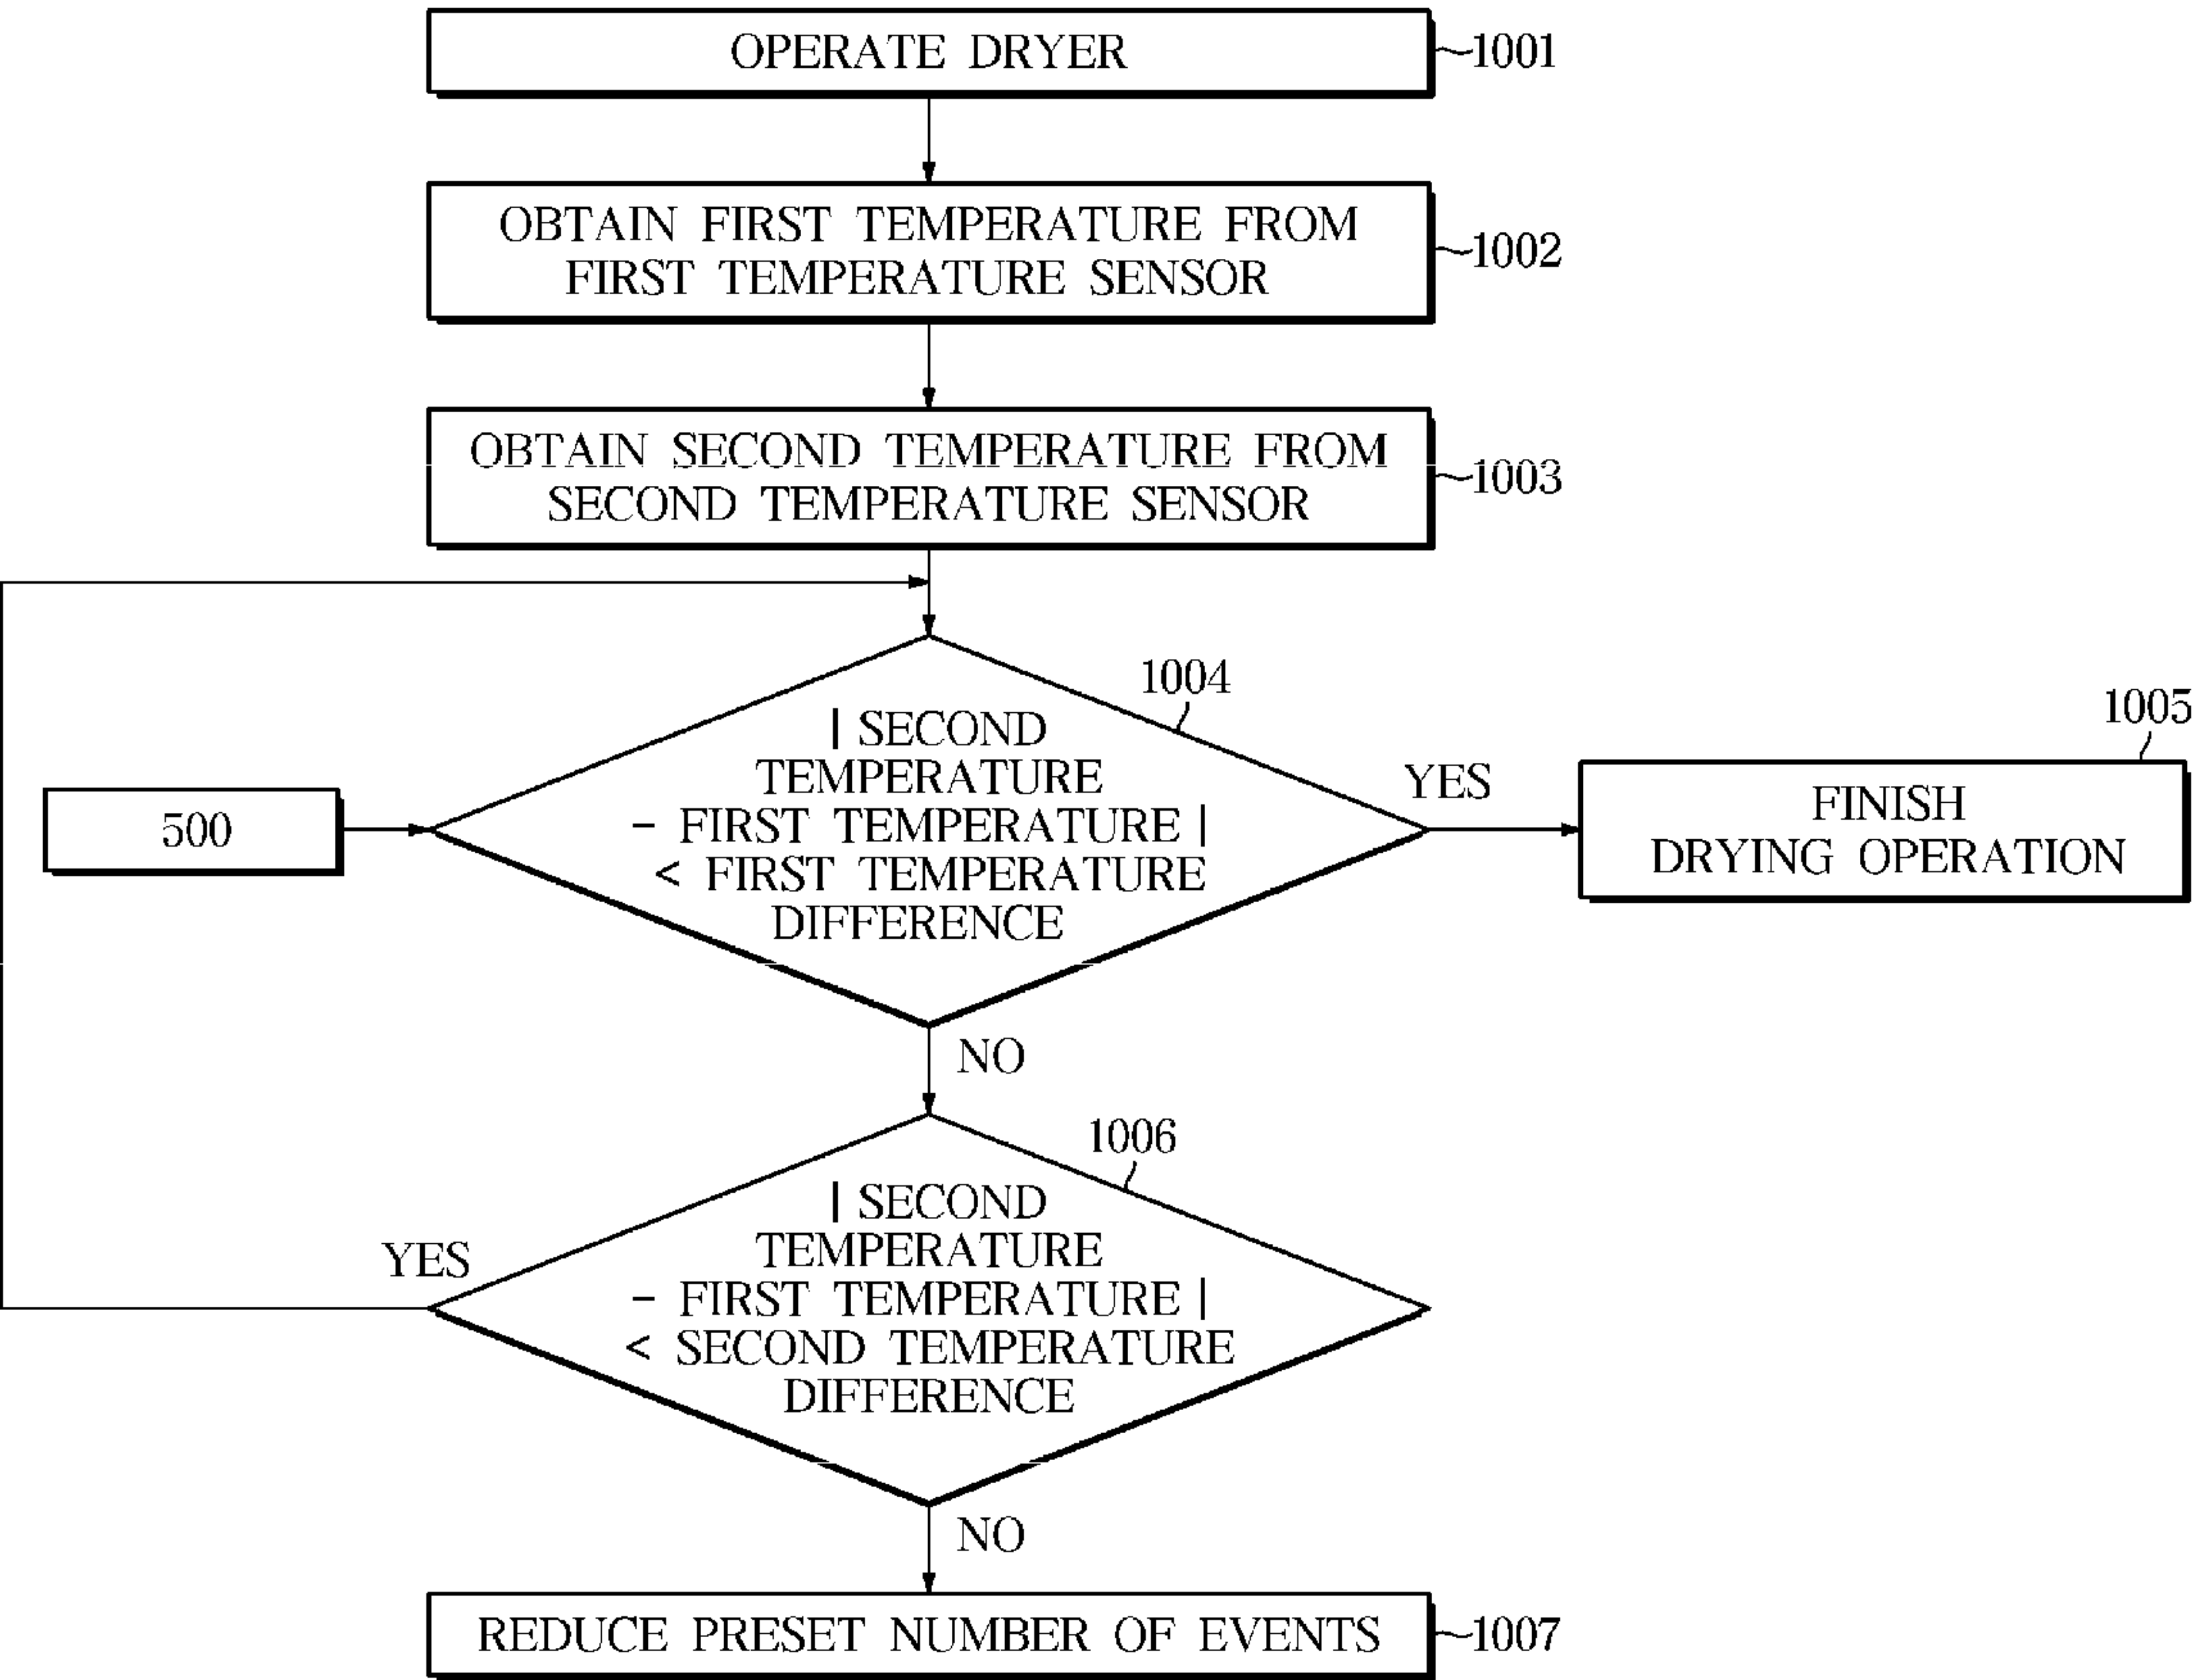 OPERATE DRYER
1001
OBTAIN FIRST TEMPERATURE FROM
FIRST TEMPERATURE SENSOR
1002
OBTAIN SECOND TEMPERATURE FROM
SECOND TEMPERATURE SENSOR
1003
1004
| SECOND
TEMPERATURE
- FIRST TEMPERATURE |
< FIRST TEMPERATURE
DIFFERENCE
500
YES
1005
FINISH
DRYING OPERATION
NO
1006
| SECOND
TEMPERATURE
- FIRST TEMPERATURE |
< SECOND TEMPERATURE
DIFFERENCE
YES
NO
REDUCE PRESET NUMBER OF EVENTS
1007